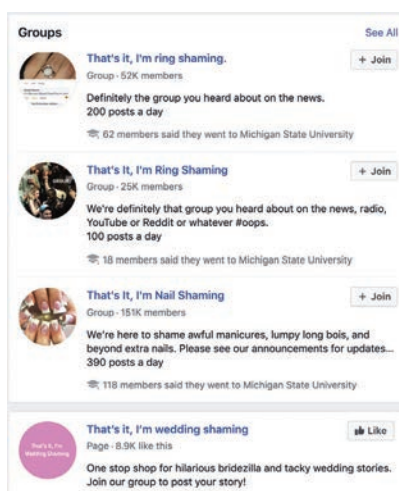 Groups
See All
That's it, I'm ring shaming.
+ Join
Group · 52K members
Definitely the group you heard about on the news.
200 posts a day
62 members said they went to Michigan State University
That's It, I'm Ring Shaming
+ Join
Group · 25K members
We're definitely that group you heard about on the news, radio,
YouTube or Reddit or whatever #oops.
100 posts a day
18 members said they went to Michigan State University
That's It, I'm Nail Shaming
+ Join
Group · 151K members
We're here to shame awful manicures, lumpy long bois, and
beyond extra nails. Please see our announcements for updates...
390 posts a day
118 members said they went to Michigan State University
That's it, I'm wedding shaming
Like
Page · 8.9K like this
That's It, I'm
Wedding Shaming
One stop shop for hilarious bridezilla and tacky wedding stories.
Join our group to post your story!